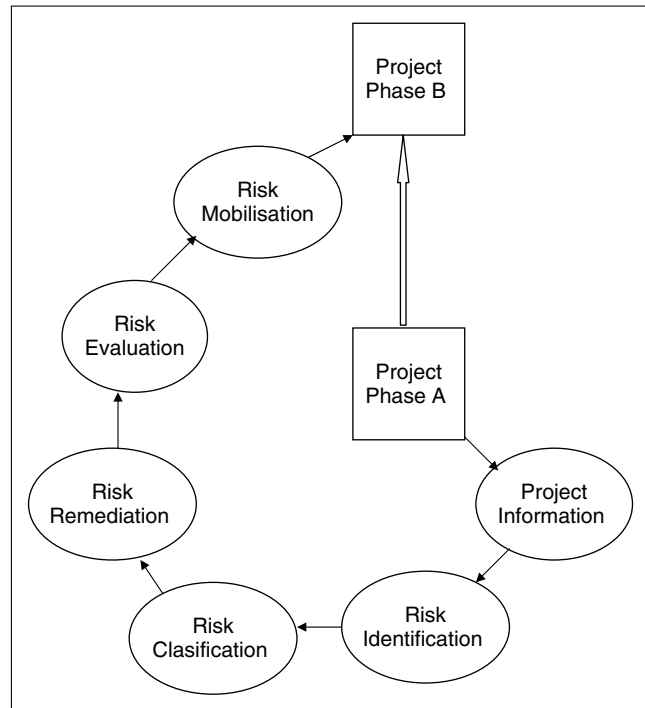 Project
Phase B
Risk
Mobilisation
Risk
Evaluation
Project
Phase A
Risk
Remediation
Project
Information
Risk
Clasification
Risk
Identification